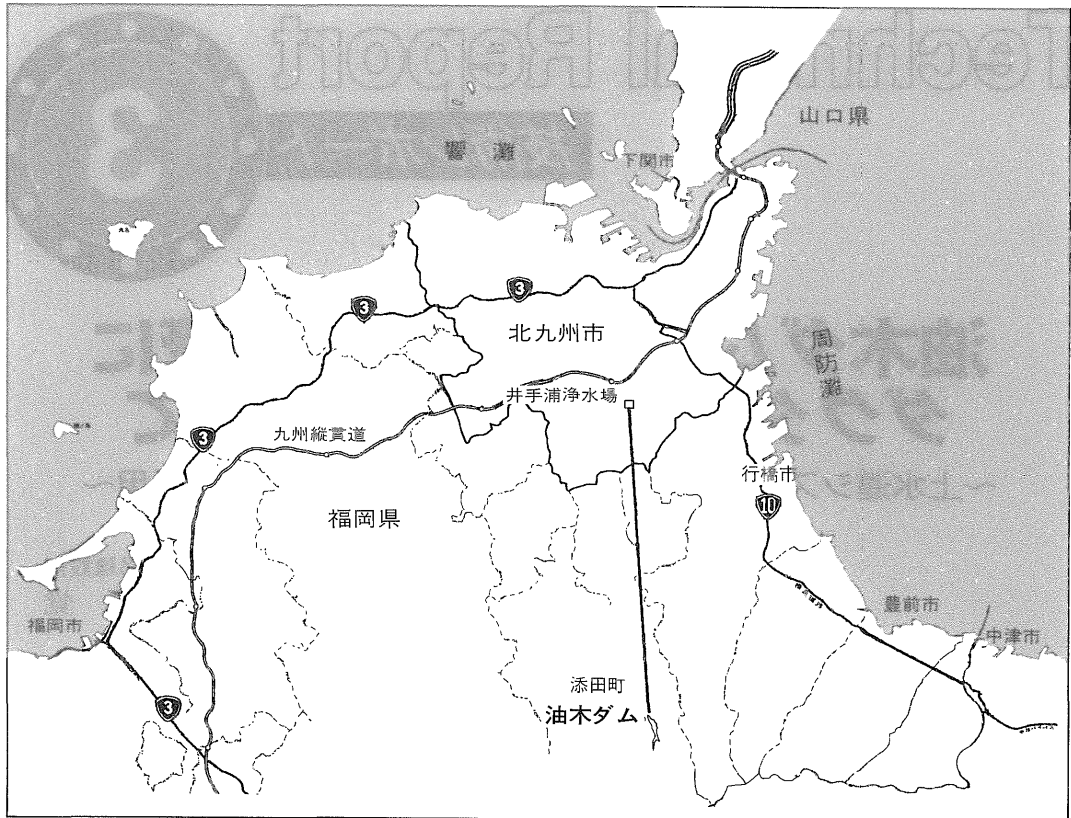 山口県
響灘
下関市
3
3
北九州市
周防灘
井手浦浄水場
九州縦貫道
3
行橋市
10
福岡県
豊前市
福岡市
中津市
添田町
油木ダム
3